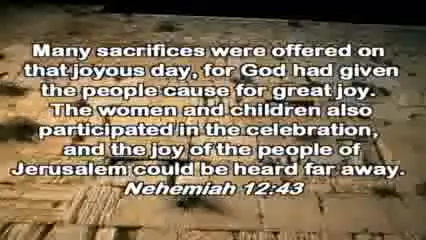 Many sacrifices were offered on
that joyous day, for God had given
the people cause for great joy.
The women and children also
participated in the celebration,
and the joy of the people of
Jerusalem could be heard far away.
Nehemiah 12:43